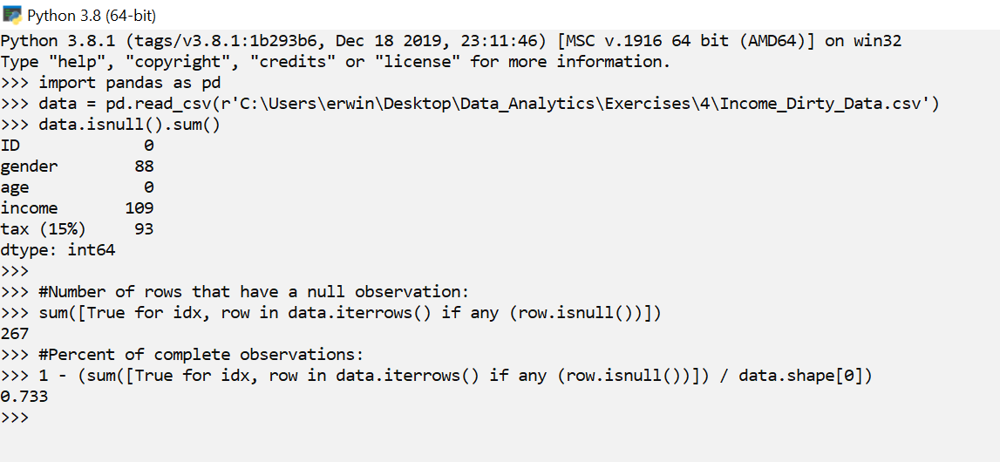 Python 3.8 (64-bit)
Python 3.8.1 (tags/v3.8.1:1b293b6, Dec 18 2019, 23:11:46) [MSC v.1916 64 bit (AMD64)] on win32
Type "help", "copyright", "credits" or "license" for more information.
>>> import pandas as pd
>>> data = pd.read_csv(r'C:\Users\erwin\Desktop\Data_Analytics\Exercises\4\Income_Dirty_Data.csv')
>>> data.isnull().sum()
ID             0
gender        88
age            0
income       109
tax (15%)     93
dtype: int64
>>>
>>> #Number of rows that have a null observation:
>>> sum([True for idx, row in data.iterrows() if any (row.isnull())])
267
>>> #Percent of complete observations:
>>> 1 - (sum([True for idx, row in data.iterrows() if any (row.isnull())]) / data.shape[0])
0.733
>>>